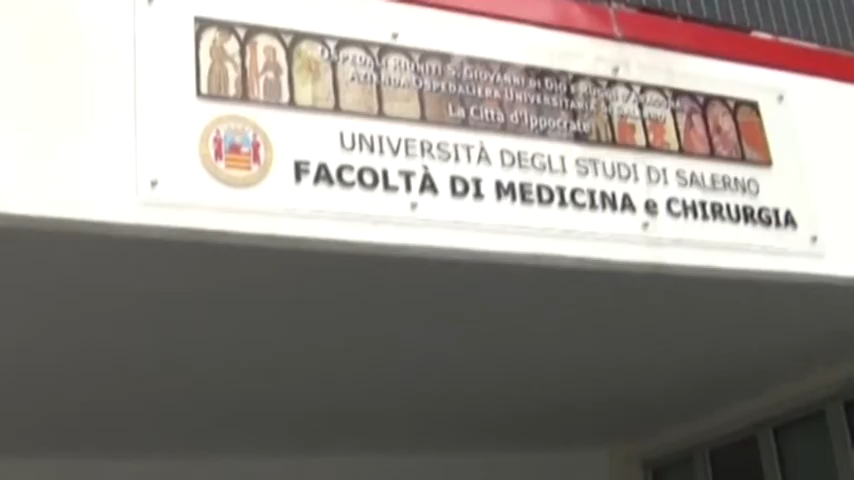 OSPEDALI RIUNITI S. GIOVANNI DI DIO E RUGGI D'ARAGONA
AZIENDA OSPEDALIERA UNIVERSITARIA DI SALERNO
La Città d'Ippocrate
UNIVERSITÀ DEGLI STUDI DI SALERNO
FACOLTÀ DI MEDICINA e CHIRURGIA